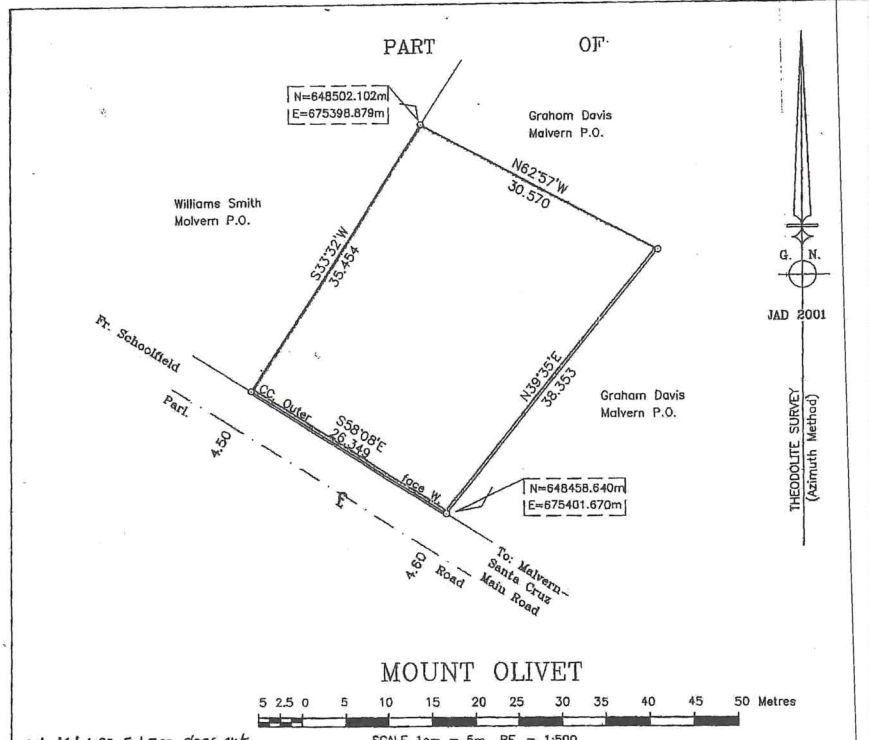 PART OF
N=648502.102m
E=675398.879m
Graham Davis
Malvern P.O.
N62°57'W
30.570
Williams Smith
Molvern P.O.
S33°32'W
35.454
G. N.
JAD 2001
THEODOLITE SURVEY
(Azimuth Method)
Fr. Schoolfield
Parl.
4.50
CC. Outer
face W.
S58°08'E
26.349
N39°35'E
38.353
Graham Davis
Malvern P.O.
N=648458.640m
E=675401.670m
4.60
Road
To: Malvern-
Santa Cruz
Main Road
MOUNT OLIVET
5 2.5 0 5 10 15 20 25 30 35 40 45 50 Metres
SCALE 1cm = 5m RF = 1:500